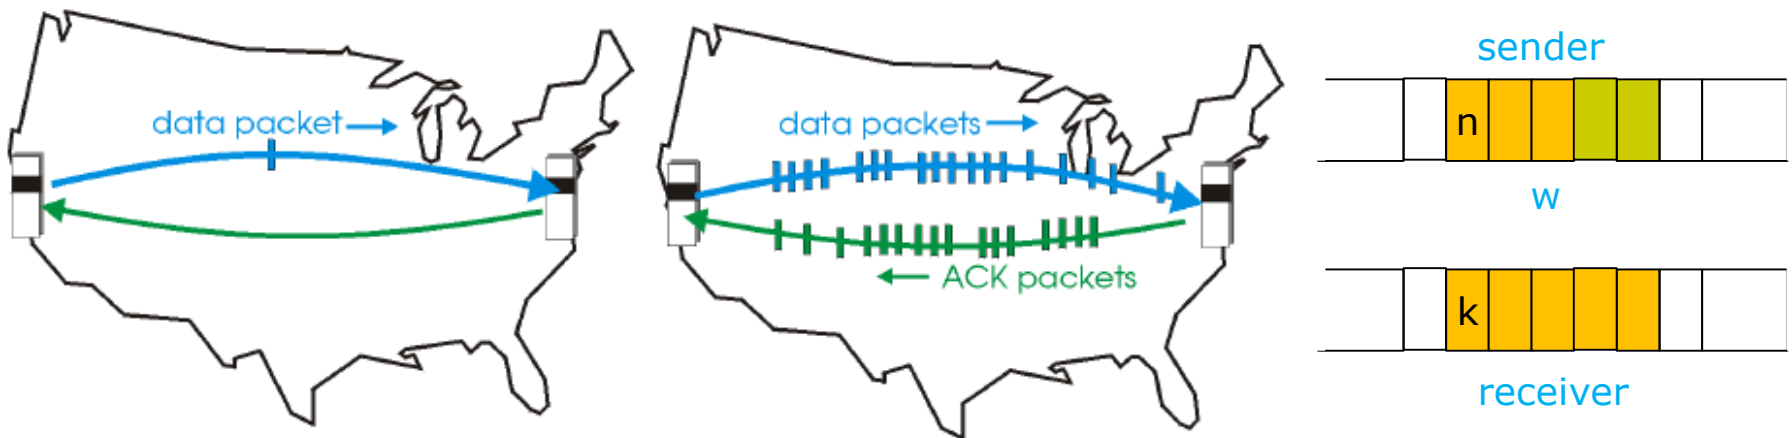 data packet
data packets
ACK packets
sender
n
w
k
receiver